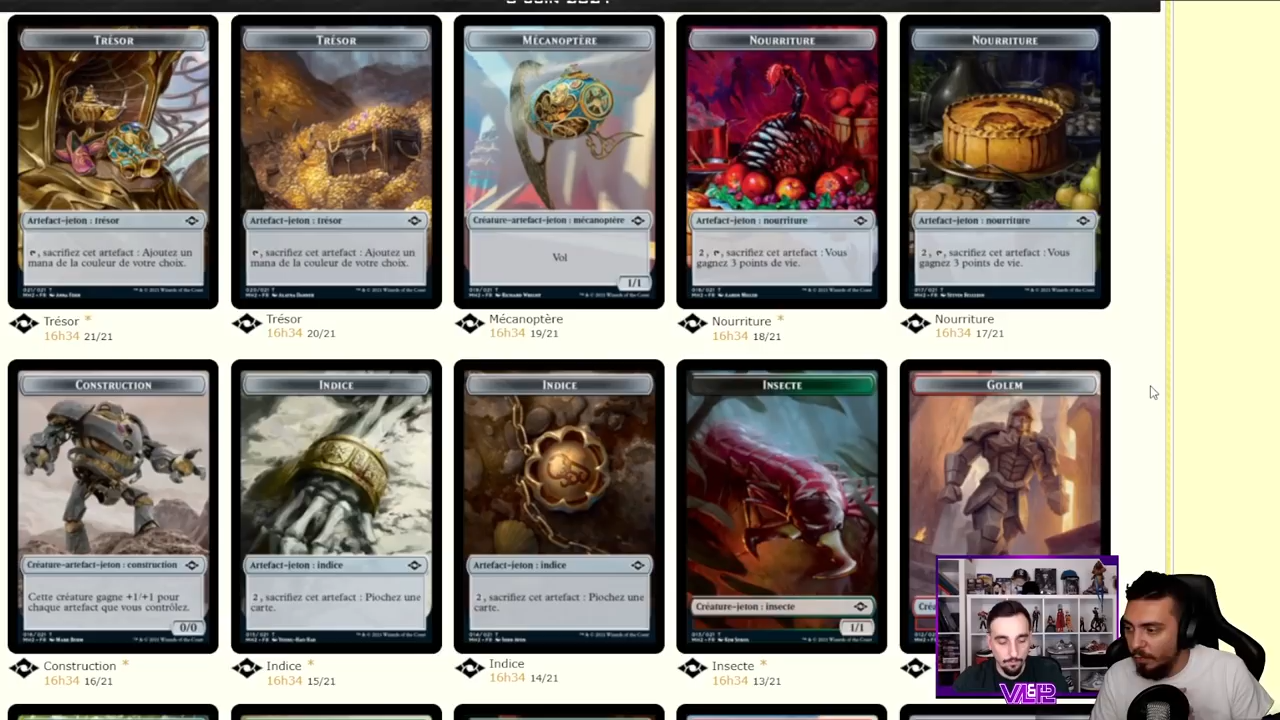 TRÉSOR
TRÉSOR
MÉCANOPTÈRE
NOURRITURE
NOURRITURE
Artefact-jeton : trésor
Artefact-jeton : trésor
Créature-artefact-jeton : mécanoptère
Artefact-jeton : nourriture
Artefact-jeton : nourriture
, sacrifiez cet artefact : Ajoutez un
mana de la couleur de votre choix.
, sacrifiez cet artefact : Ajoutez un
mana de la couleur de votre choix.
Vol
1/1
2, , sacrifiez cet artefact : Vous
gagnez 3 points de vie.
2, , sacrifiez cet artefact : Vous
gagnez 3 points de vie.
Trésor *
16h34 21/21
Trésor
16h34 20/21
Mécanoptère
16h34 19/21
Nourriture *
16h34 18/21
Nourriture
16h34 17/21
CONSTRUCTION
INDICE
INDICE
INSECTE
GOLEM
Créature-artefact-jeton : construction
Artefact-jeton : indice
Artefact-jeton : indice
Créature-jeton : insecte
Cette créature gagne +1/+1 pour
chaque artefact que vous contrôlez.
0/0
2, sacrifiez cet artefact : Piochez une
carte.
2, sacrifiez cet artefact : Piochez une
carte.
1/1
Construction *
16h34 16/21
Indice *
16h34 15/21
Indice
16h34 14/21
Insecte *
16h34 13/21